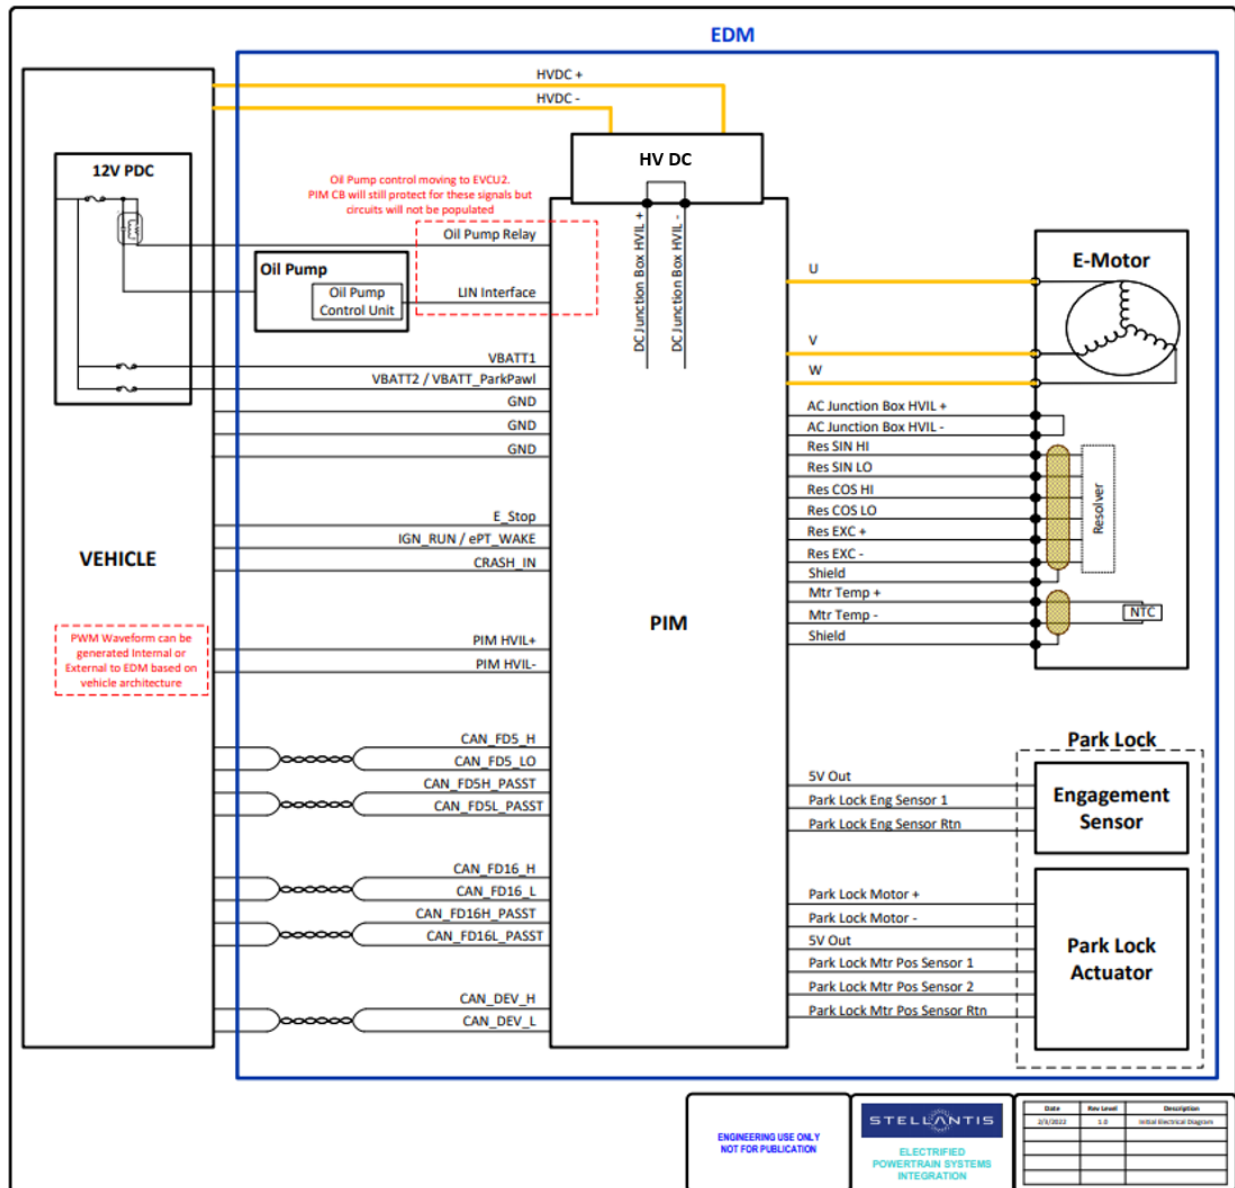 EDM
HVDC +
HVDC -
12V PDC
HV DC
Oil Pump control moving to EVCU2.
PIM CB will still protect for these signals but
circuits will not be populated
Oil Pump Relay
Oil Pump
Oil Pump
Control Unit
LIN Interface
DC Junction Box HVIL +
DC Junction Box HVIL -
VBATT1
VBATT2 / VBATT_ParkPawl
GND
GND
GND
E_Stop
IGN_RUN / ePT_WAKE
CRASH_IN
VEHICLE
PWM Waveform can be
generated Internal or
External to EDM based on
vehicle architecture
PIM HVIL+
PIM HVIL-
CAN_FD5_H
CAN_FD5_LO
CAN_FD5H_PASST
CAN_FD5L_PASST
CAN_FD16_H
CAN_FD16_L
CAN_FD16H_PASST
CAN_FD16L_PASST
CAN_DEV_H
CAN_DEV_L
PIM
U
V
W
E-Motor
AC Junction Box HVIL +
AC Junction Box HVIL -
Res SIN HI
Res SIN LO
Res COS HI
Res COS LO
Res EXC +
Res EXC -
Shield
Resolver
Mtr Temp +
Mtr Temp -
Shield
NTC
Park Lock
5V Out
Park Lock Eng Sensor 1
Park Lock Eng Sensor Rtn
Engagement
Sensor
Park Lock Motor +
Park Lock Motor -
5V Out
Park Lock Mtr Pos Sensor 1
Park Lock Mtr Pos Sensor 2
Park Lock Mtr Pos Sensor Rtn
Park Lock
Actuator
ENGINEERING USE ONLY
NOT FOR PUBLICATION
STELLANTIS
ELECTRIFIED
POWERTRAIN SYSTEMS
INTEGRATION
Date Rev Level Description
2/3/2022 1.0 Initial Electrical Diagram